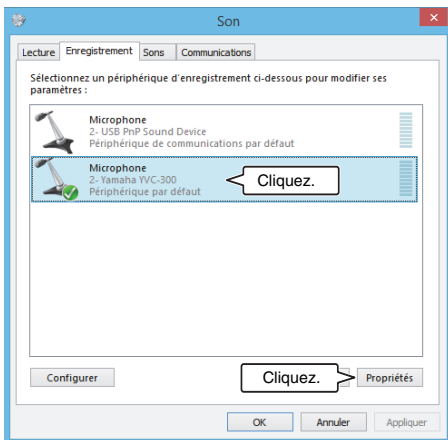 Son
Lecture Enregistrement Sons Communications
Sélectionnez un périphérique d'enregistrement ci-dessous pour modifier ses
paramètres :
Microphone
2- USB PnP Sound Device
Périphérique de communications par défaut
Microphone
2- Yamaha YVC-300
Périphérique par défaut
Cliquez.
Configurer
Cliquez.
Propriétés
OK
Annuler
Appliquer